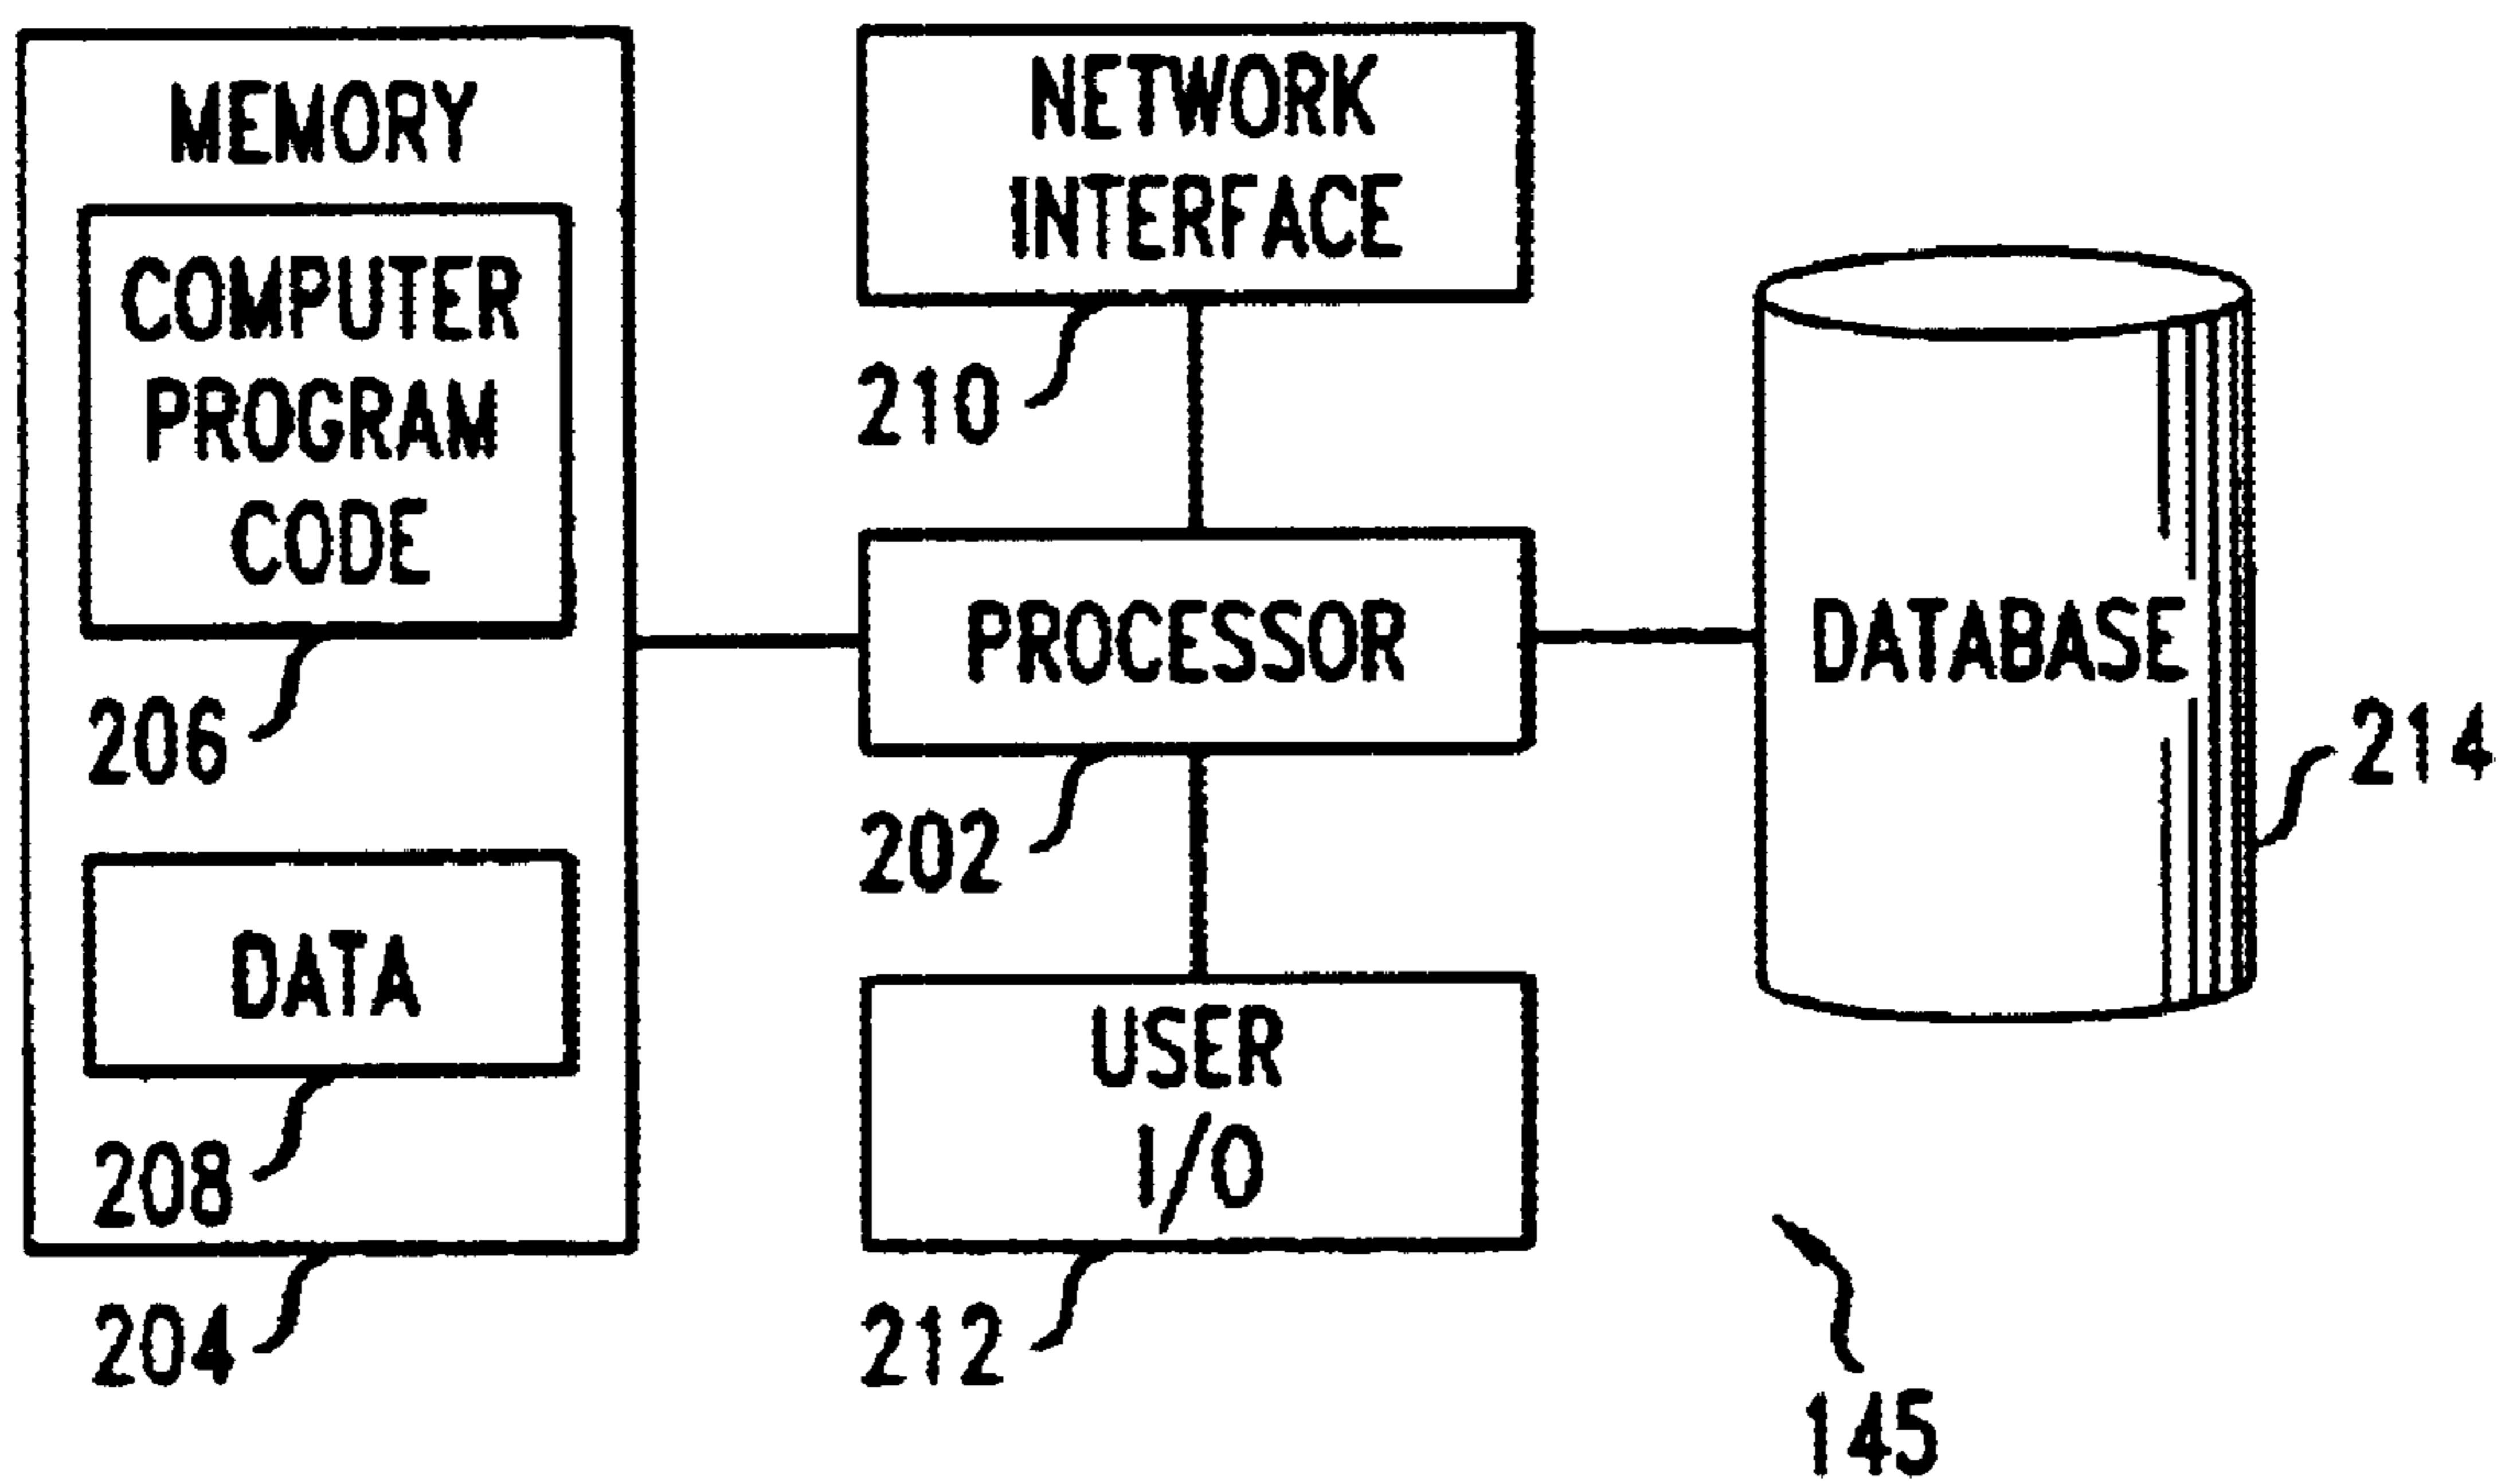 MEMORY
COMPUTER
PROGRAM
CODE
206
DATA
208
204
NETWORK
INTERFACE
210
PROCESSOR
202
USER
I/O
212
DATABASE
214
145